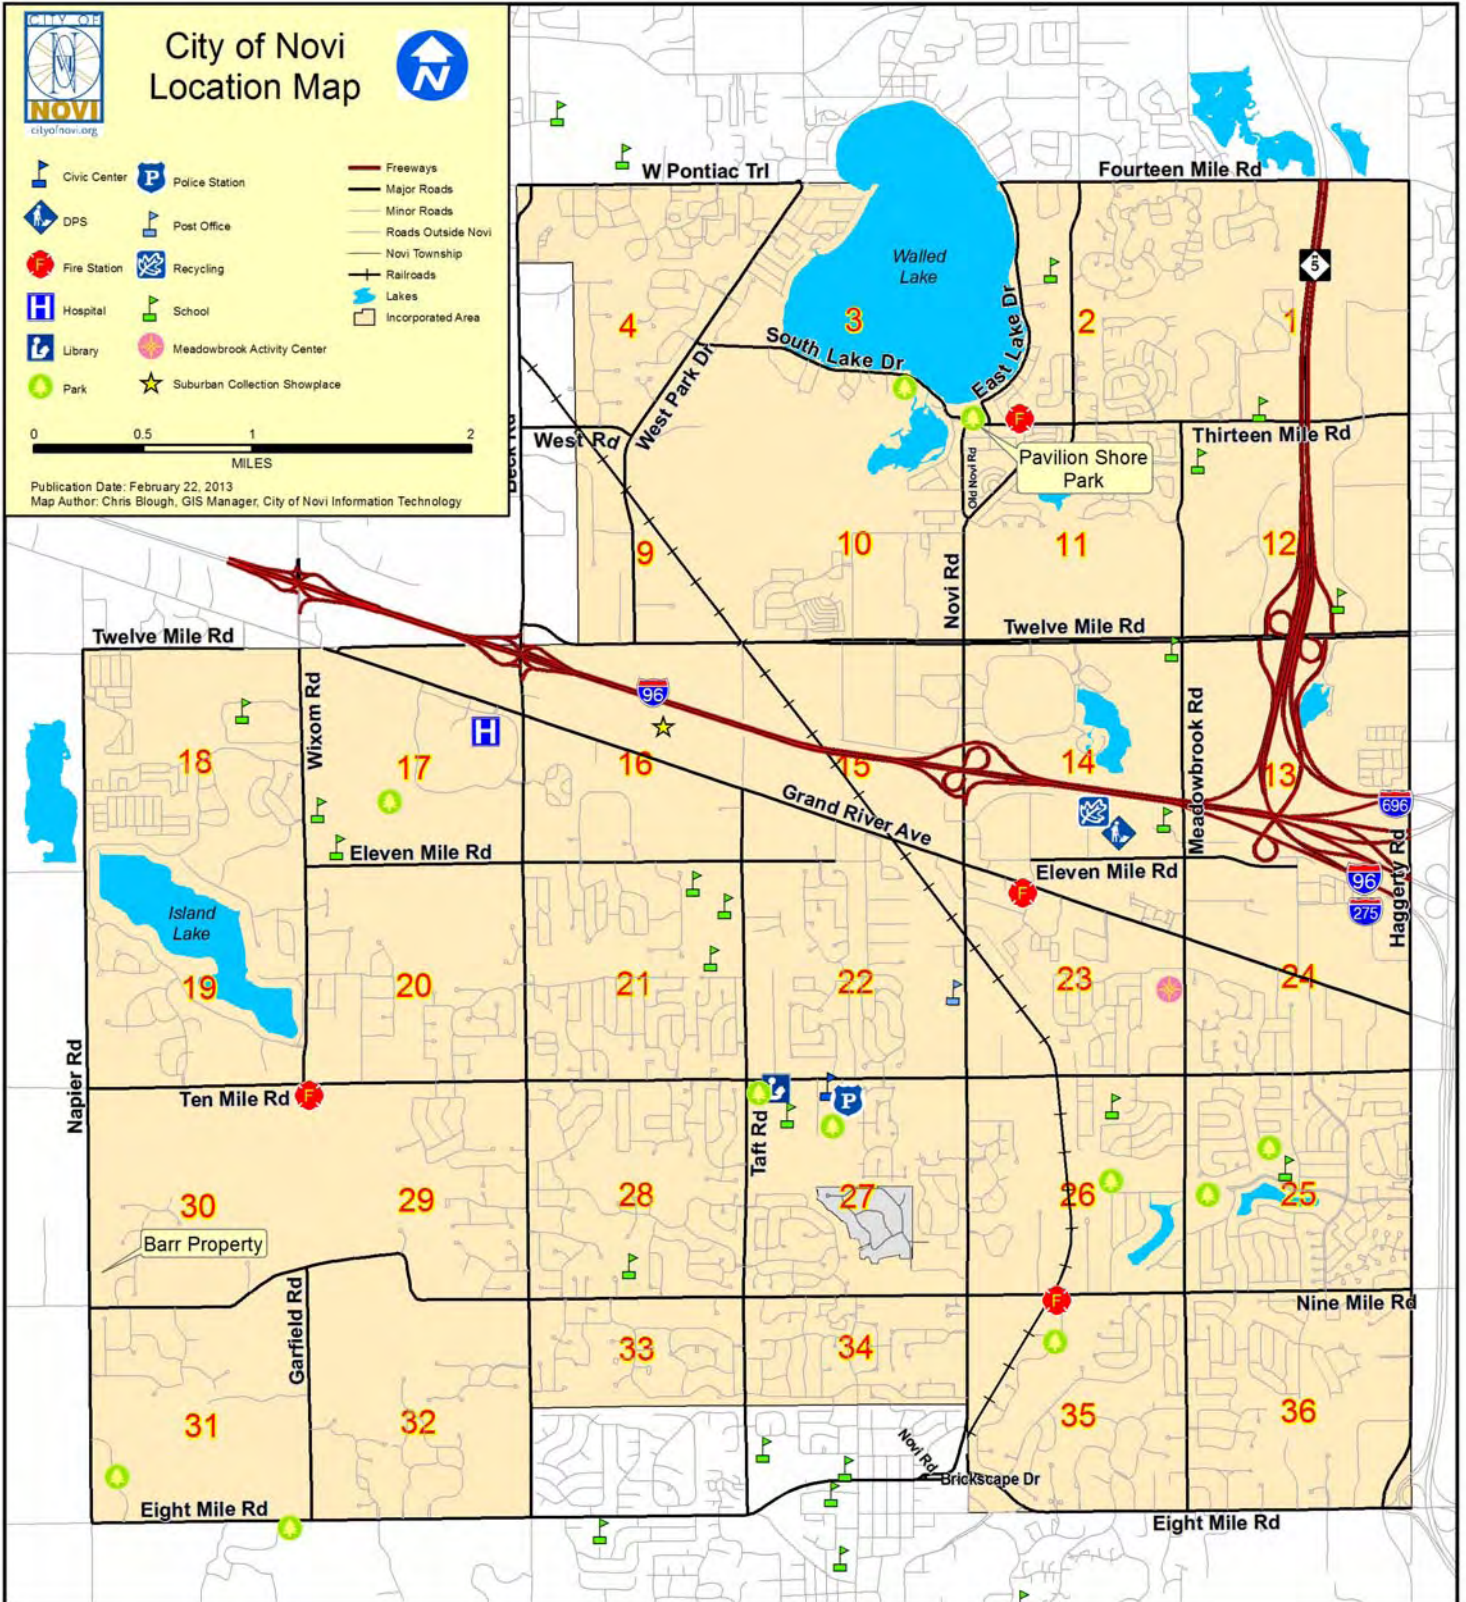 CITY OF
NOVI
cityofnovi.org
City of Novi
Location Map
N
Civic Center
P
Police Station
Freeways
Major Roads
DPS
Post Office
Minor Roads
Roads Outside Novi
F
Fire Station
Recycling
Novi Township
Railroads
H
Hospital
School
Lakes
Incorporated Area
Library
Meadowbrook Activity Center
Park
Suburban Collection Showplace
0 0.5 1 2
MILES
Publication Date: February 22, 2013
Map Author: Chris Blough, GIS Manager, City of Novi Information Technology
W Pontiac Trl
Fourteen Mile Rd
Walled
Lake
5
4
3
2
1
South Lake Dr
East Lake Dr
West Park Dr
Beck Rd
West Rd
F
Thirteen Mile Rd
Pavilion Shore
Park
Old Novi Rd
9
10
11
12
Novi Rd
Twelve Mile Rd
Twelve Mile Rd
Wixom Rd
96
H
Meadowbrook Rd
18
17
16
15
14
13
Grand River Ave
696
Eleven Mile Rd
Eleven Mile Rd
96
F
275
Haggerty Rd
Island
Lake
19
20
21
22
23
24
Napier Rd
Ten Mile Rd
F
P
Taft Rd
30
29
28
27
26
25
Barr Property
Garfield Rd
F
Nine Mile Rd
33
34
31
32
35
36
Novi Rd
Brickscape Dr
Eight Mile Rd
Eight Mile Rd